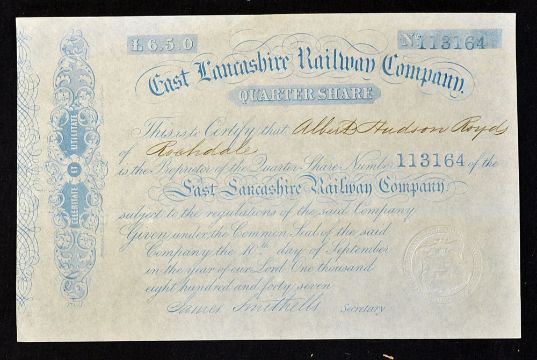 £6.5.0
No 113164
East Lancashire Railway Company.
QUARTER SHARE
This is to Certify that Albert Hudson Royds
of Rochdale
is the Proprietor of the Quarter Share Number 113164 of the
East Lancashire Railway Company
subject to the regulations of the said Company
Given under the Common Seal of the said
Company the 10th day of September
in the year of our Lord One thousand
eight hundred and forty seven
James Smithells Secretary
CELERITATE ET UTILITATE